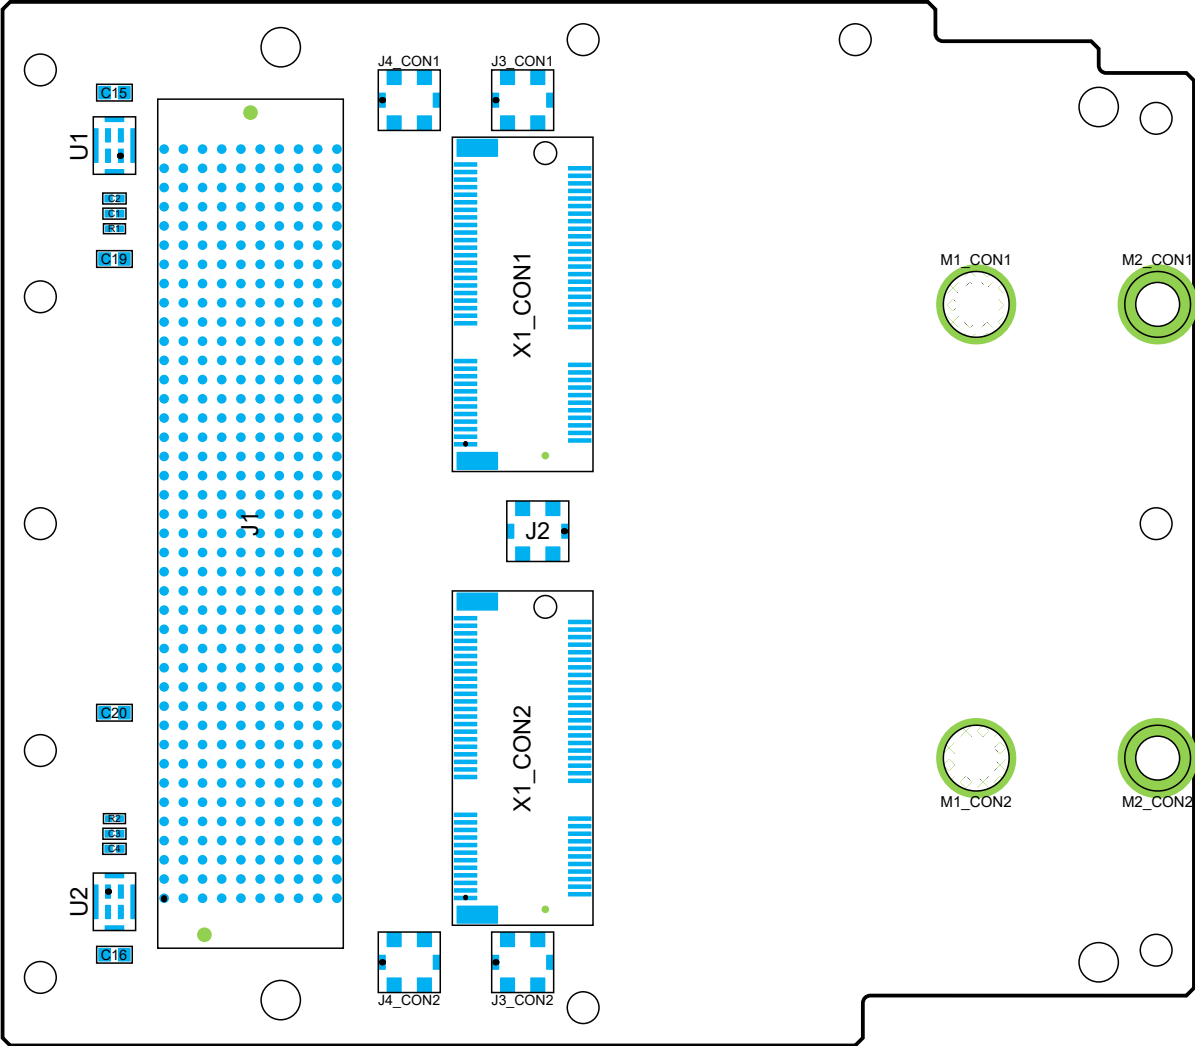 J4_CON1
J3_CON1
C15
U1
C2
C1
R1
C19
M1_CON1
M2_CON1
X1_CON1
J1
J2
C20
X1_CON2
M1_CON2
M2_CON2
R2
C3
C4
U2
C16
J4_CON2
J3_CON2